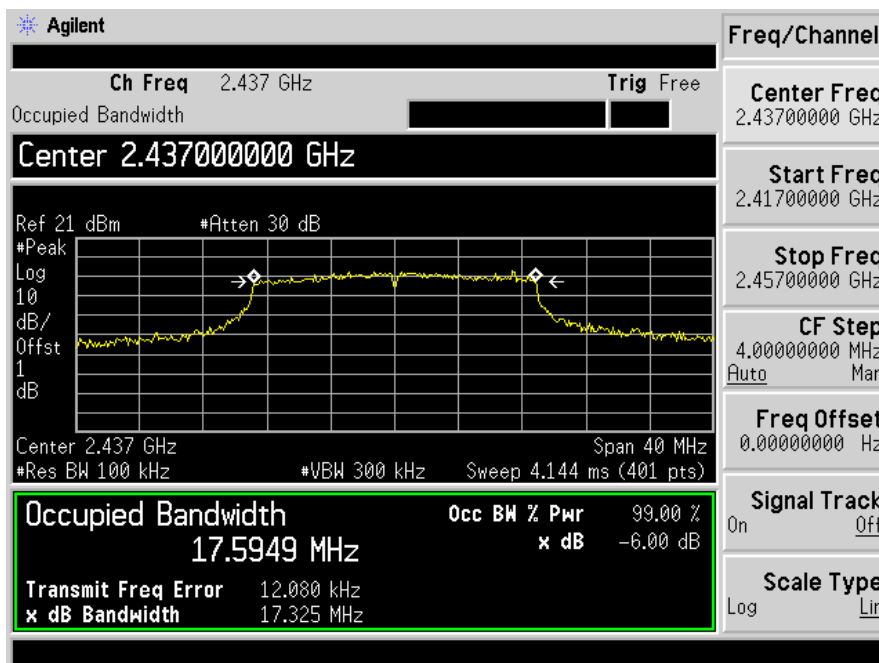 Agilent
Ch Freq 2.437 GHz Trig Free
Occupied Bandwidth
Center 2.437000000 GHz
Ref 21 dBm #Atten 30 dB
#Peak
Log
10
dB/
Offst
1
dB
Center 2.437 GHz Span 40 MHz
#Res BW 100 kHz #VBW 300 kHz Sweep 4.144 ms (401 pts)
Occupied Bandwidth
17.5949 MHz
Occ BW % Pwr 99.00 %
x dB -6.00 dB
Transmit Freq Error 12.080 kHz
x dB Bandwidth 17.325 MHz
Freq/Channel
Center Freq
2.43700000 GHz
Start Freq
2.41700000 GHz
Stop Freq
2.45700000 GHz
CF Step
4.00000000 MHz
Auto Man
Freq Offset
0.00000000 Hz
Signal Track
On Off
Scale Type
Log Lin